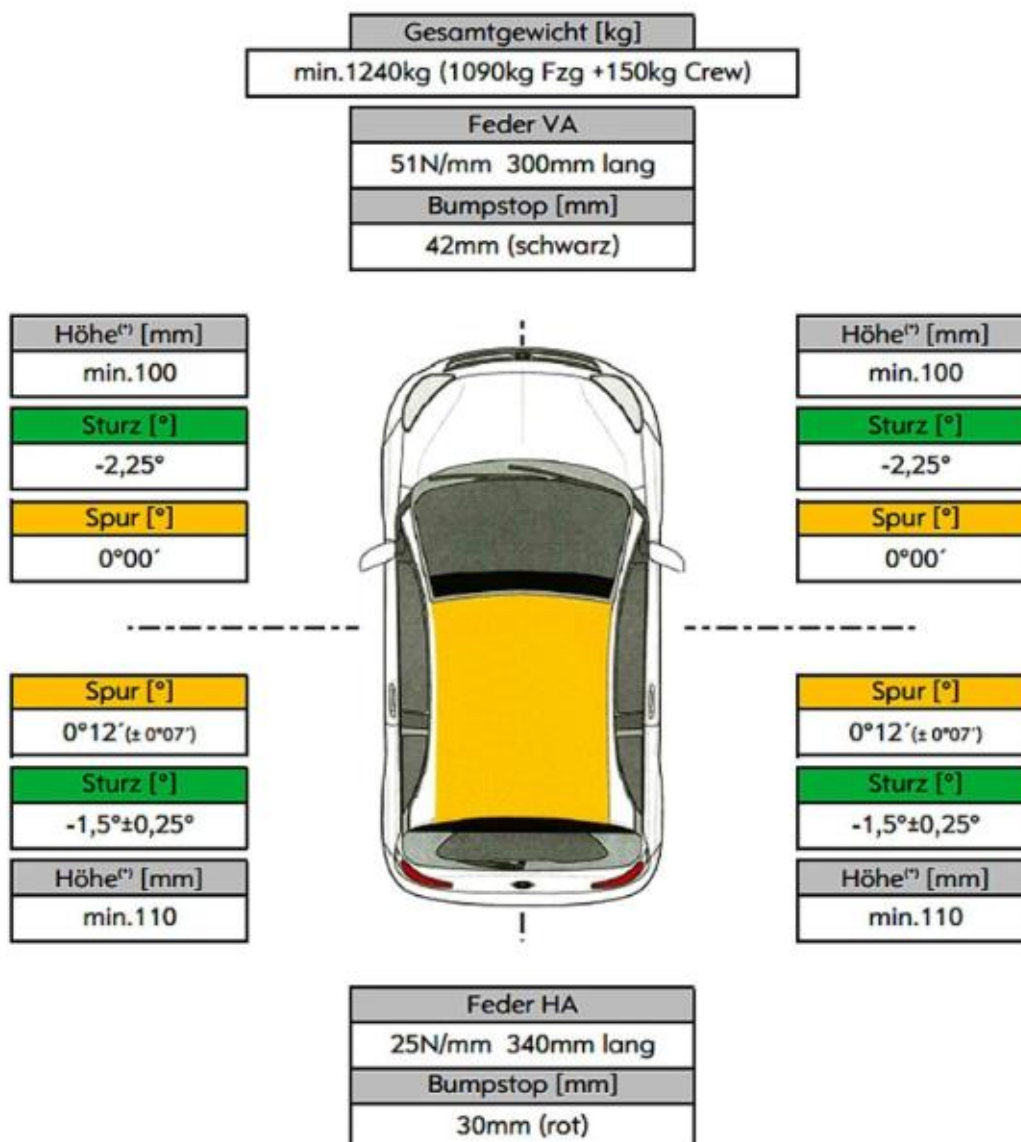 Gesamtgewicht [kg]
min.1240kg (1090kg Fzg +150kg Crew)
Feder VA
51N/mm 300mm lang
Bumpstop [mm]
42mm (schwarz)
Höhe(*) [mm]
min.100
Sturz [°]
-2,25°
Spur [°]
0°00´
Höhe(*) [mm]
min.100
Sturz [°]
-2,25°
Spur [°]
0°00´
Spur [°]
0°12´(± 0°07´)
Sturz [°]
-1,5°±0,25°
Höhe(*) [mm]
min.110
Spur [°]
0°12´(± 0°07´)
Sturz [°]
-1,5°±0,25°
Höhe(*) [mm]
min.110
Feder HA
25N/mm 340mm lang
Bumpstop [mm]
30mm (rot)